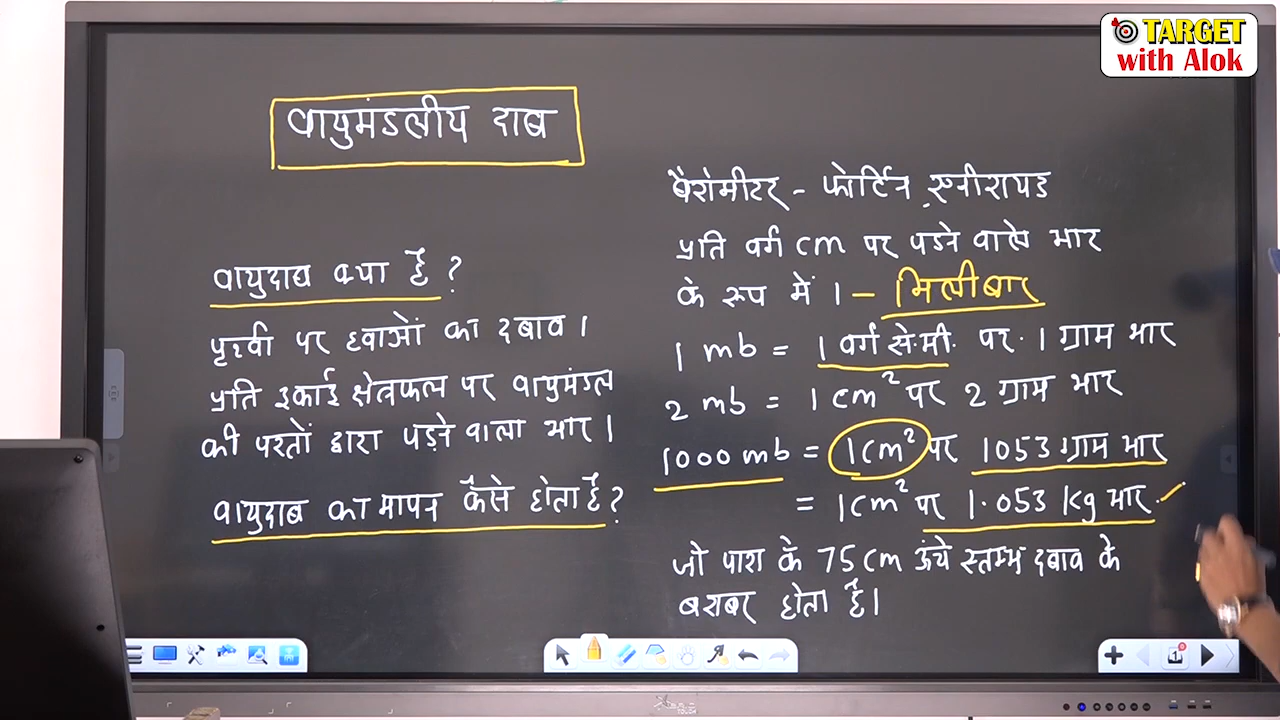 TARGET
with Alok
वायुमंडलीय दाब
वायुदाब क्या है ?
पृथ्वी पर हवाओं का दबाव ।
प्रति इकाई क्षेत्रफल पर वायुमंडल
की परतों द्वारा पड़ने वाला भार ।
वायुदाब का मापन कैसे होता है ?
बैरोमीटर - फोर्टिन, एनीरायड
प्रति वर्ग cm पर पडने वाले भार
के रूप में । - मिलीबार
1 mb = 1 वर्ग से.मी. पर 1 ग्राम भार
2 mb = 1 cm² पर 2 ग्राम भार
1000 mb = 1cm² पर 1053 ग्राम भार
= 1cm² पर 1.053 kg भार
जो पारा के 75 cm ऊंचे स्तम्भ दबाव के
बराबर होता है ।